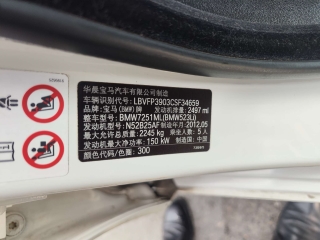 华晨宝马汽车有限公司制造
车辆识别代号: LBVFP3903CSF34659
品牌: 宝马(BMW)牌 发动机排量: 2497 ml
整车型号: BMW7251ML(BMW523Li)
发动机型号: N52B25AF 制造年月: 2012.05
最大允许总质量: 2245 kg 乘坐人数: 5 人
发动机最大净功率: 150 kW 制造国: 中国
颜色代码/色圈: 300